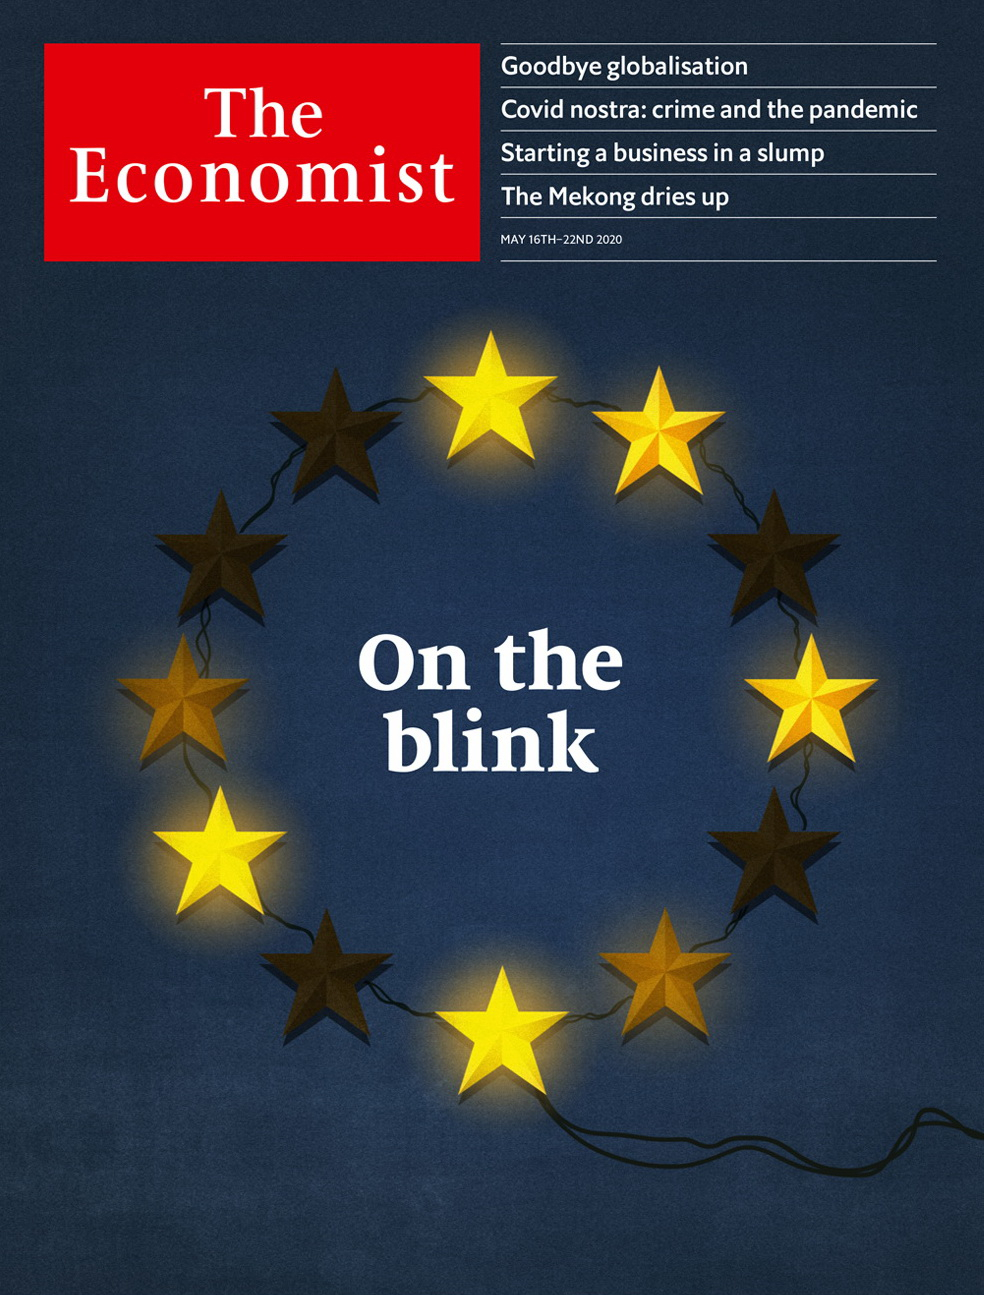 The
Economist
Goodbye globalisation
Covid nostra: crime and the pandemic
Starting a business in a slump
The Mekong dries up
MAY 16TH–22ND 2020
On the
blink